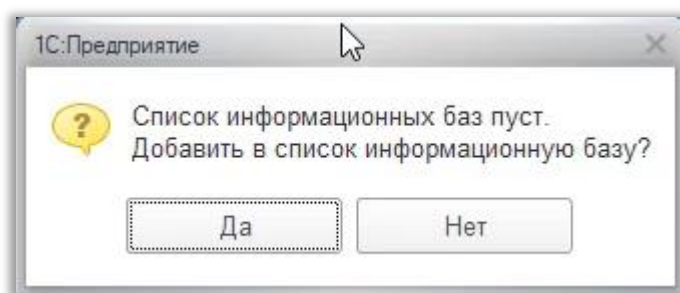 1С:Предприятие
Список информационных баз пуст.
Добавить в список информационную базу?
Да
Нет